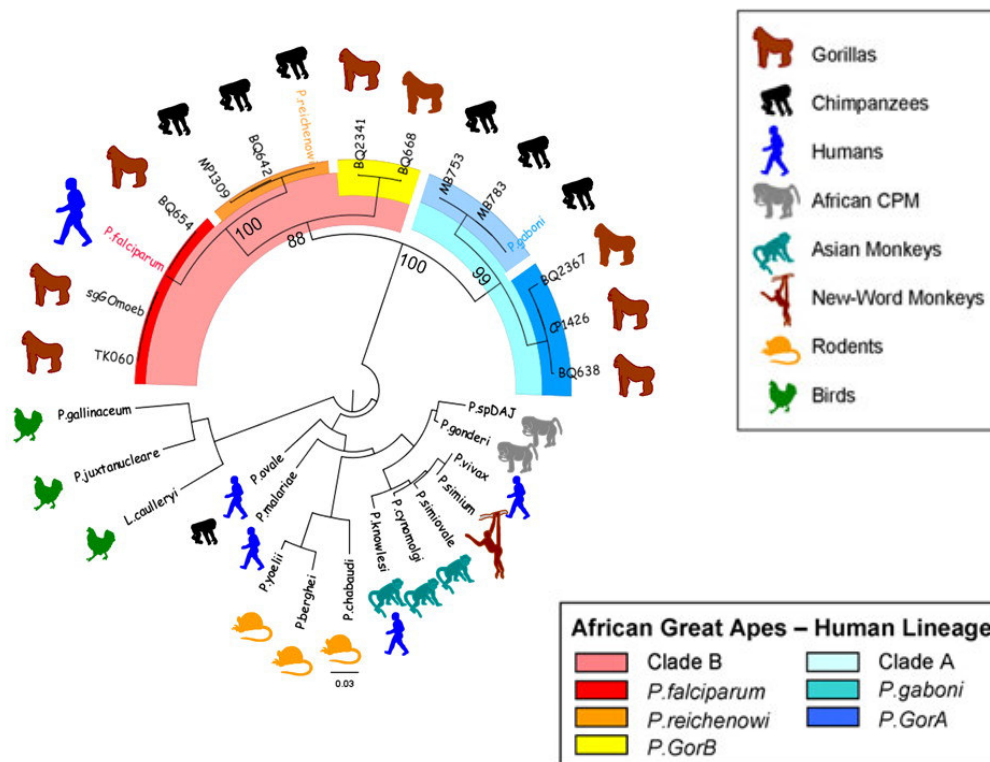 Gorillas
Chimpanzees
Humans
African CPM
Asian Monkeys
New-Word Monkeys
Rodents
Birds
TK060
sgGOmoeb
P.falciparum
BQ654
MP1309
BQ642
P.reichenowi
BQ2341
BQ668
MB753
MB783
P.gaboni
BQ2367
CP1426
BQ638
100
88
100
99
P.gallinaceum
P.juxtanucleare
L.caulleryi
P.ovale
P.malariae
P.yoelii
P.berghei
P.chabaudi
P.knowlesi
P.cynomolgi
P.simiovale
P.simium
P.vivax
P.gonderi
P.spDAJ
0.03
African Great Apes – Human Lineage
Clade B
Clade A
P.falciparum
P.gaboni
P.reichenowi
P.GorA
P.GorB